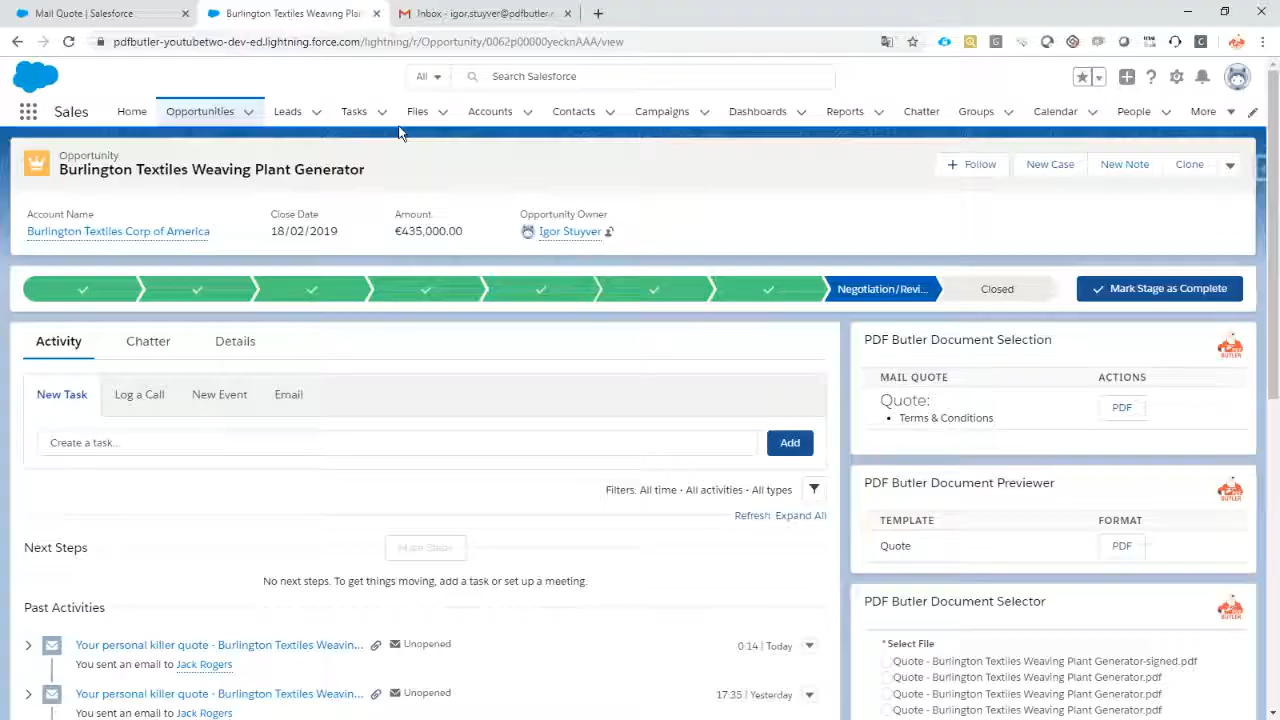 Mail Quote | Salesforce
Burlington Textiles Weaving Plan
Inbox - igor.stuyver@pdfbutler.c
pdfbutler-youtubetwo-dev-ed.lightning.force.com/lightning/r/Opportunity/0062p00000yecknAAA/view
All
Search Salesforce
Sales
Home
Opportunities
Leads
Tasks
Files
Accounts
Contacts
Campaigns
Dashboards
Reports
Chatter
Groups
Calendar
People
More
Opportunity
Burlington Textiles Weaving Plant Generator
+ Follow
New Case
New Note
Clone
Account Name
Close Date
Amount
Opportunity Owner
Burlington Textiles Corp of America
18/02/2019
€435,000.00
Igor Stuyver
Negotiation/Revi...
Closed
Mark Stage as Complete
Activity
Chatter
Details
New Task
Log a Call
New Event
Email
Create a task...
Add
Filters: All time • All activities • All types
Refresh Expand All
Next Steps
More Steps
No next steps. To get things moving, add a task or set up a meeting.
Past Activities
Your personal killer quote - Burlington Textiles Weavin...
Unopened
0:14 | Today
You sent an email to Jack Rogers
Your personal killer quote - Burlington Textiles Weavin...
Unopened
17:35 | Yesterday
You sent an email to Jack Rogers
PDF Butler Document Selection
MAIL QUOTE
ACTIONS
Quote:
• Terms & Conditions
PDF
PDF Butler Document Previewer
TEMPLATE
FORMAT
Quote
PDF
PDF Butler Document Selector
* Select File
Quote - Burlington Textiles Weaving Plant Generator-signed.pdf
Quote - Burlington Textiles Weaving Plant Generator.pdf
Quote - Burlington Textiles Weaving Plant Generator.pdf
Quote - Burlington Textiles Weaving Plant Generator.pdf